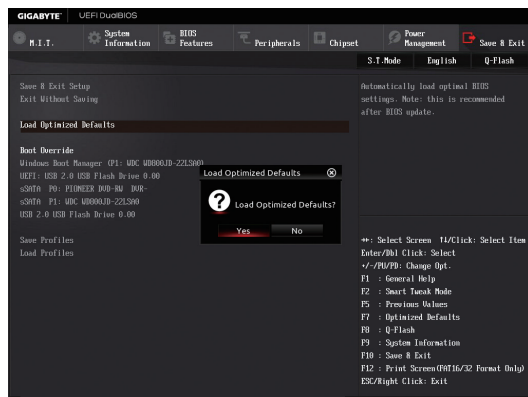 GIGABYTE™ UEFI DualBIOS
M.I.T.
System Information
BIOS Features
Peripherals
Chipset
Power Management
Save & Exit
S.T.Mode English Q-Flash
Save & Exit Setup
Exit Without Saving
Load Optimized Defaults
Boot Override
Windows Boot Manager (P1: WDC WD800JD-22LSA0)
UEFI: USB 2.0 USB Flash Drive 0.00
sSATA P0: PIONEER DVD-RW DVR-
sSATA P1: WDC WD800JD-22LSA0
USB 2.0 USB Flash Drive 0.00
Save Profiles
Load Profiles
Load Optimized Defaults
Load Optimized Defaults?
Yes No
Automatically load optimal BIOS
settings. Note: this is recommended
after BIOS update.
↔: Select Screen ↑↓/Click: Select Item
Enter/Dbl Click: Select
+/-/PU/PD: Change Opt.
F1 : General Help
F2 : Smart Tweak Mode
F5 : Previous Values
F7 : Optimized Defaults
F8 : Q-Flash
F9 : System Information
F10 : Save & Exit
F12 : Print Screen(FAT16/32 Format Only)
ESC/Right Click: Exit